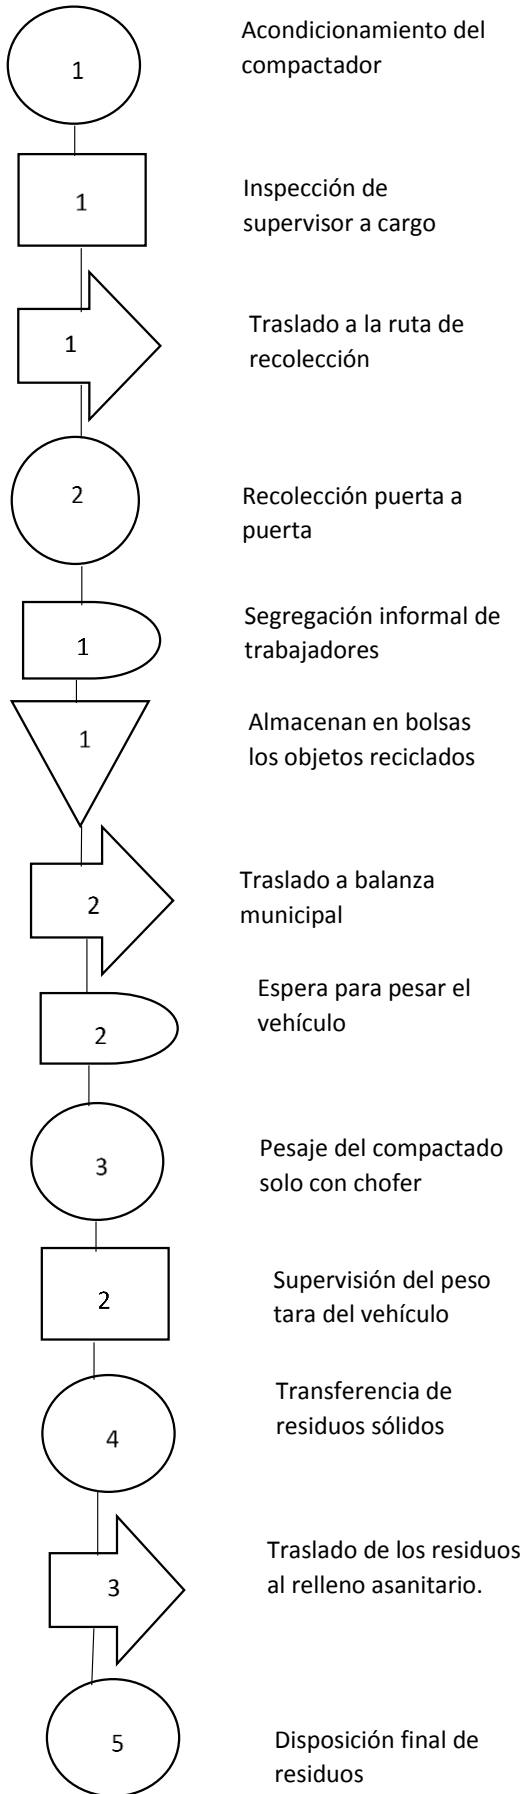 1
Acondicionamiento del
compactador
1
Inspección de
supervisor a cargo
1
Traslado a la ruta de
recolección
2
Recolección puerta a
puerta
1
Segregación informal de
trabajadores
1
Almacenan en bolsas
los objetos reciclados
2
Traslado a balanza
municipal
2
Espera para pesar el
vehículo
3
Pesaje del compactado
solo con chofer
2
Supervisión del peso
tara del vehículo
4
Transferencia de
residuos sólidos
3
Traslado de los residuos
al relleno asanitario.
5
Disposición final de
residuos